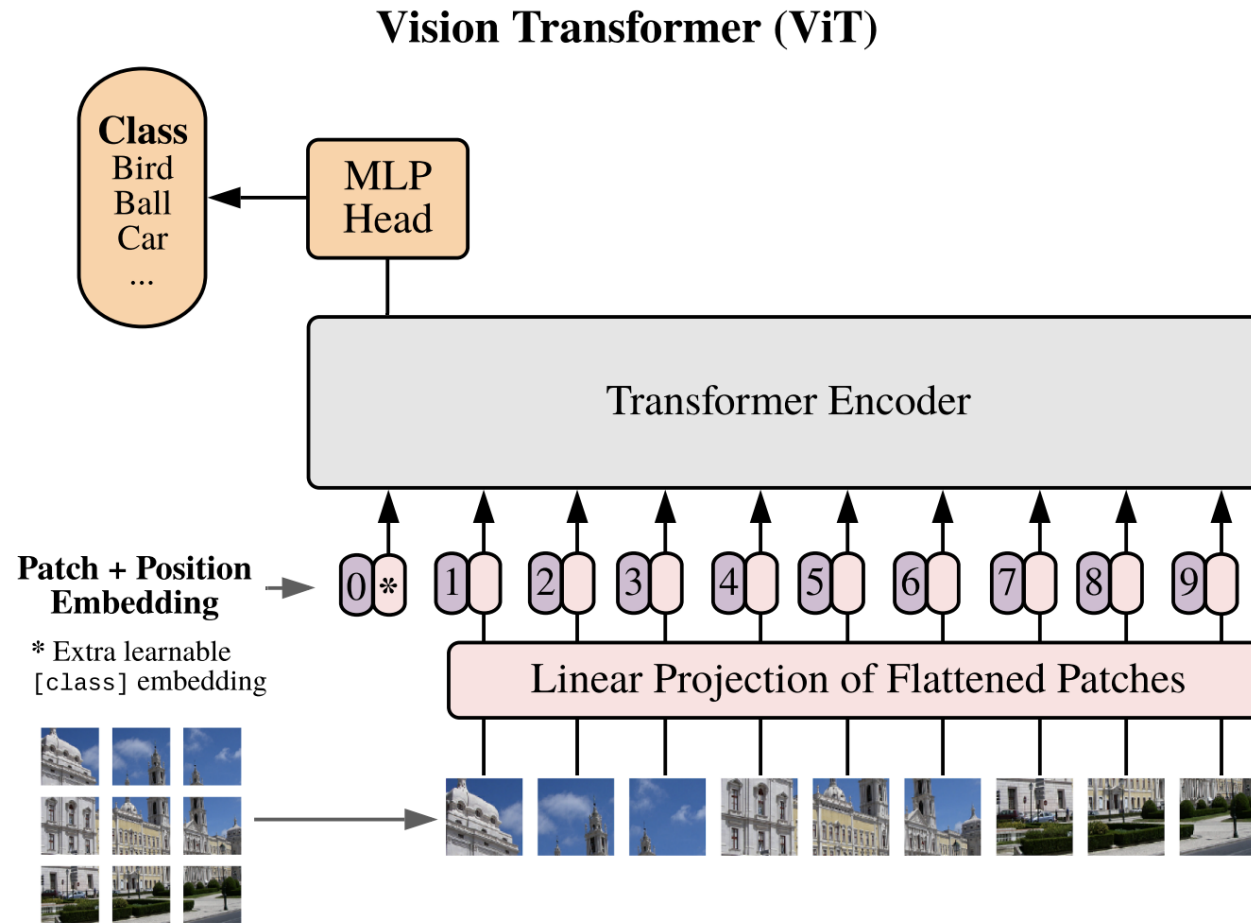 Vision Transformer (ViT)
Class
Bird
Ball
Car
...
MLP
Head
Transformer Encoder
Patch + Position
Embedding
0 * 1 2 3 4 5 6 7 8 9
* Extra learnable
[class] embedding
Linear Projection of Flattened Patches